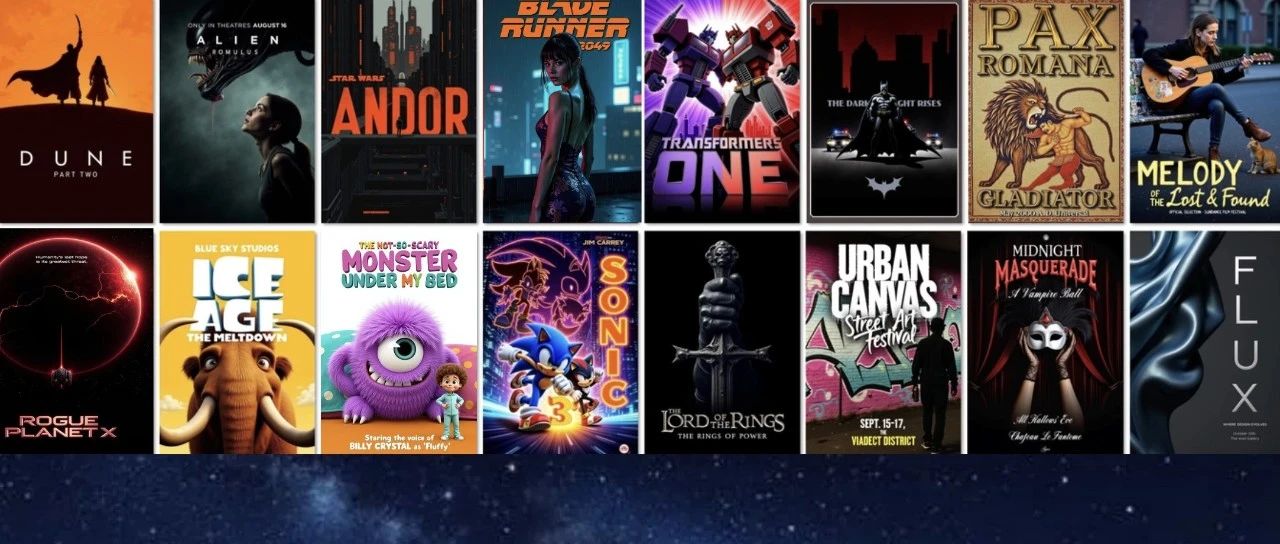 DUNE
PART TWO
ONLY IN THEATRES AUGUST 16
ALIEN
ROMULUS
STAR WARS
ANDOR
BLADE
RUNNER
2049
TRANSFORMERS
ONE
THE DARK GHT RISES
PAX
ROMANA
GLADIATOR
MELODY
OF THE Lost & Found
OFFICIAL SELECTION - SUNDANCE FILM FESTIVAL
Humanity's last hope
is its greatest threat.
ROGUE
PLANET X
BLUE SKY STUDIOS
ICE
AGE
THE MELTDOWN
THE NOT-SO-SCARY
MONSTER
UNDER MY BED
Staring the voice of
BILLY CRYSTAL as 'Fluffy'
JIM CARREY
SONIC
3
THE
LORD OF THE RINGS
THE RINGS OF POWER
URBAN
CANVAS
Street Art
Festival
SEPT. 15-17,
THE
VIADECT DISTRICT
MIDNIGHT
MASQUERADE
A Vampire Ball
All Hallows Eve
Chateau Le Fantome
FLUX
WHERE DESIGN EVOLVES